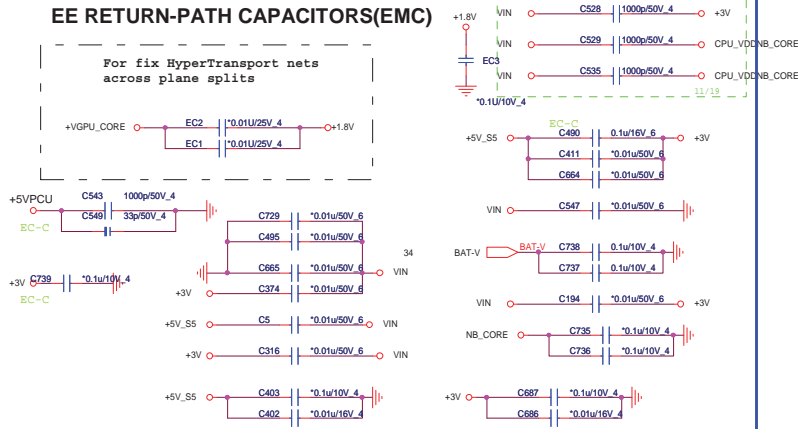 EE RETURN-PATH CAPACITORS(EMC)
For fix HyperTransport nets
across plane splits
+VGPU_CORE
EC2
*0.01U/25V_4
+1.8V
EC1
*0.01U/25V_4
+1.8V
EC3
*0.1U/10V_4
VIN
C528
1000p/50V_4
+3V
VIN
C529
1000p/50V_4
CPU_VDDNB_CORE
VIN
C535
1000p/50V_4
CPU_VDDNB_CORE
11/19
+5VPCU
C543
1000p/50V_4
C549
33p/50V_4
EC-C
+3V
C739
*0.1u/10V_4
EC-C
C729
*0.01u/50V_6
C495
*0.01u/50V_6
34
C665
*0.01u/50V_6
VIN
+3V
C374
*0.01u/50V_6
+5V_S5
C5
*0.01u/50V_6
VIN
+3V
C316
*0.01u/50V_6
VIN
+5V_S5
C403
*0.1u/10V_4
C402
*0.01u/16V_4
EC-C
+5V_S5
C490
0.1u/16V_6
+3V
C411
*0.01u/50V_6
C664
*0.01u/50V_6
VIN
C547
*0.01u/50V_6
BAT-V
BAT-V
C738
0.1u/10V_4
C737
0.1u/10V_4
VIN
C194
*0.01u/50V_6
+3V
NB_CORE
C735
*0.1u/10V_4
C736
*0.1u/10V_4
+3V
C687
*0.1u/10V_4
C686
*0.01u/16V_4